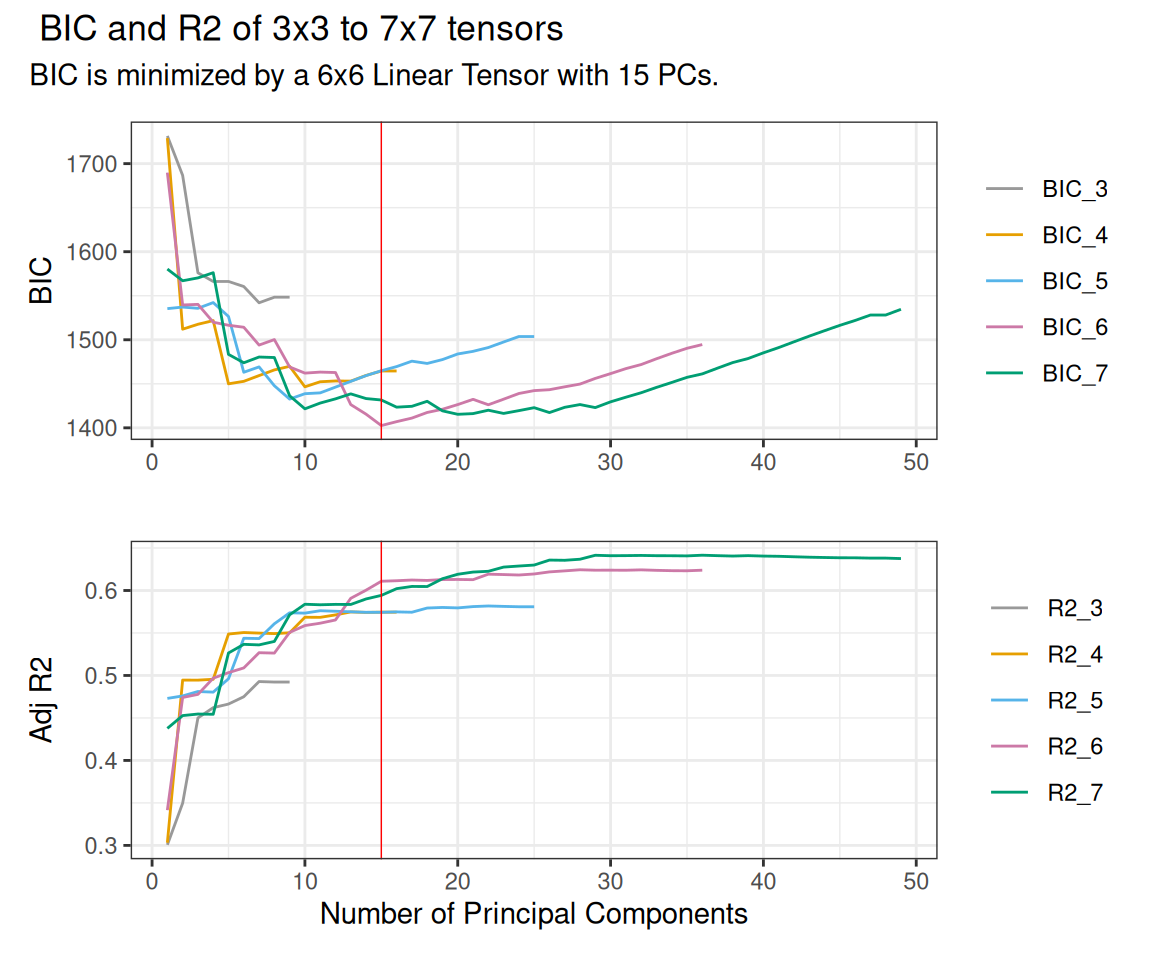 BIC and R2 of 3x3 to 7x7 tensors
BIC is minimized by a 6x6 Linear Tensor with 15 PCs.
BIC
1700
1600
1500
1400
0 10 20 30 40 50
BIC_3
BIC_4
BIC_5
BIC_6
BIC_7
Adj R2
0.6
0.5
0.4
0.3
0 10 20 30 40 50
Number of Principal Components
R2_3
R2_4
R2_5
R2_6
R2_7